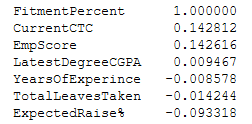 FitmentPercent 1.000000
CurrentCTC 0.142812
EmpScore 0.142616
LatestDegreeCGPA 0.009467
YearsOfExperince -0.008578
TotalLeavesTaken -0.014244
ExpectedRaise% -0.093318